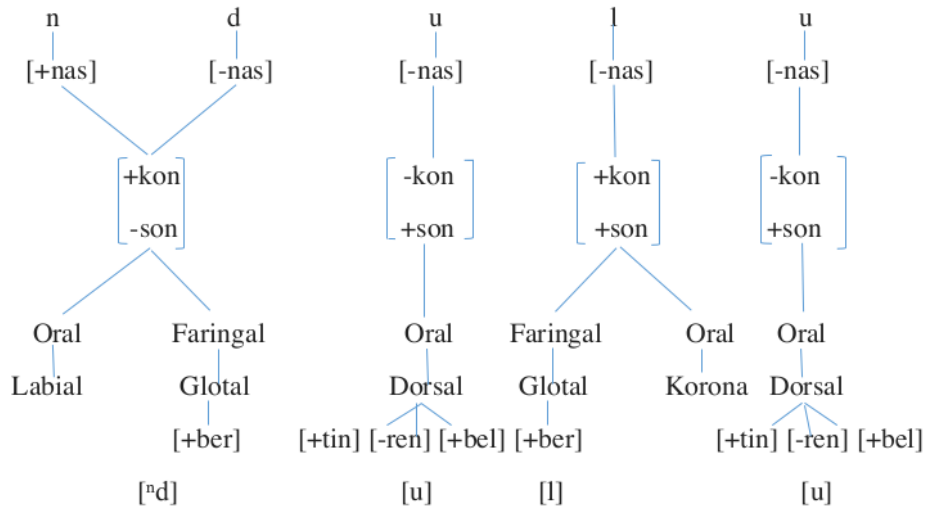 n d u l u
[+nas] [-nas] [-nas] [-nas] [-nas]
+kon -kon +kon -kon
-son +son +son +son
Oral Faringal Oral Faringal Oral Oral
Labial Glotal Dorsal Glotal Korona Dorsal
[+ber] [+tin] [-ren] [+bel] [+ber] [+tin] [-ren] [+bel]
[ⁿd] [u] [l] [u]